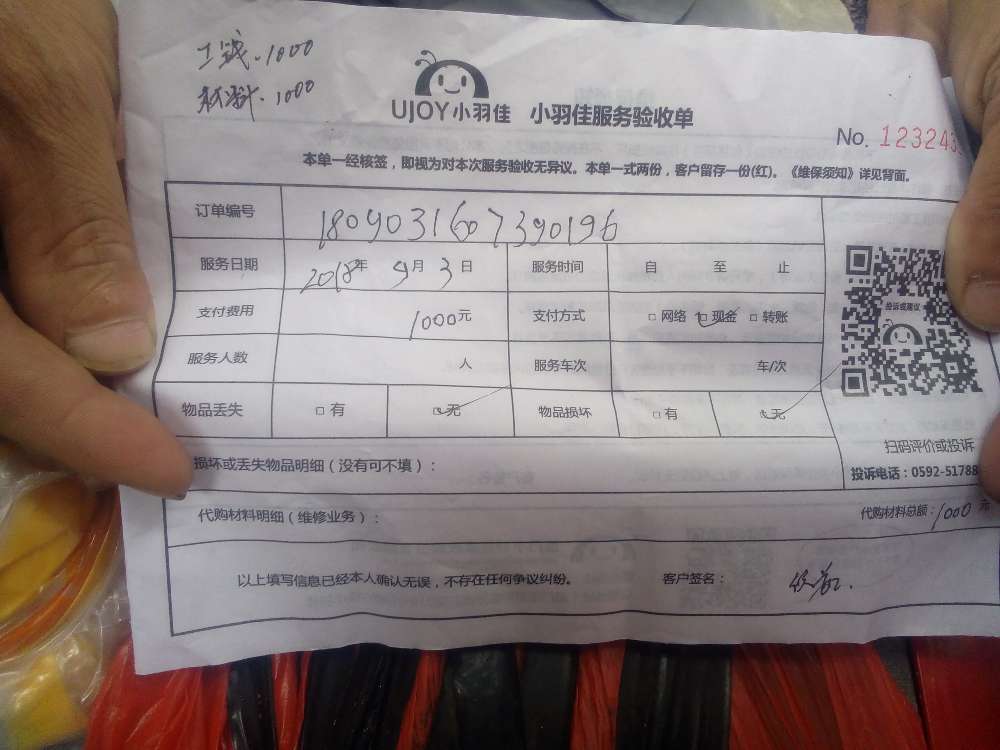 工钱.1000
材料.1000
UJOY小羽佳 小羽佳服务验收单
No. 123243
本单一经核签，即视为对本次服务验收无异议。本单一式两份，客户留存一份(红)。《维保须知》详见背面。
订单编号 1809031607390196
服务日期 2018年 9月 3日 服务时间 自 至 止
支付费用 1000元 支付方式 □网络 □现金 □转账
投诉或建议
服务人数 人 服务车次 车/次
物品丢失 □有 □无 物品损坏 □有 □无
扫码评价或投诉
损坏或丢失物品明细（没有可不填）：
投诉电话：0592-51788
代购材料明细（维修业务）： 代购材料总额：1000元
以上填写信息已经本人确认无误，不存在任何争议纠纷。 客户签名：